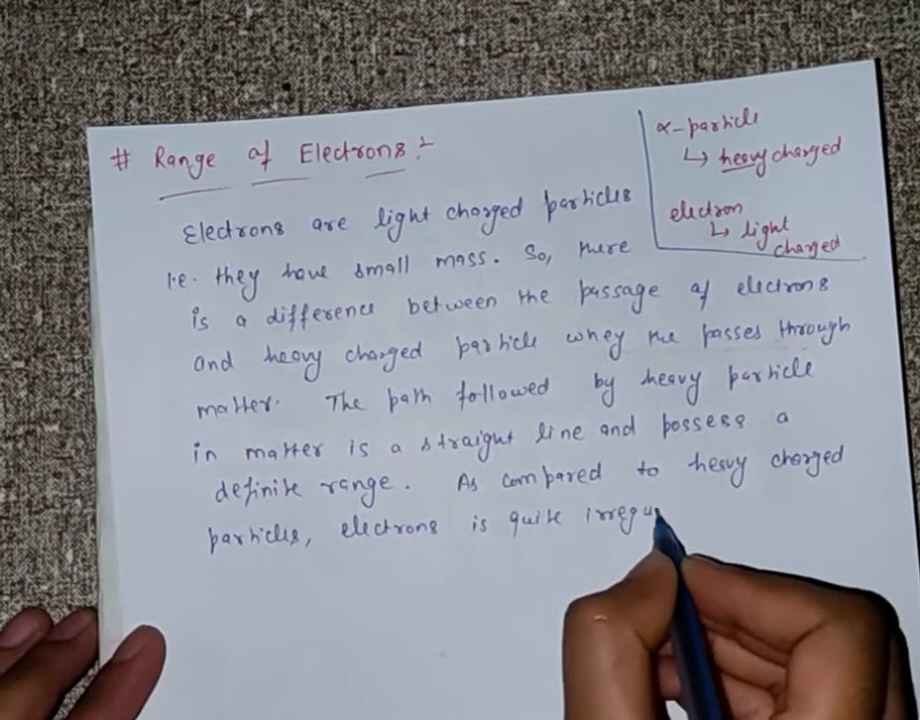 # Range of Electrons :-
α-particle
↳ heavy charged
electron
↳ light
charged
Electrons are light charged particles
i.e. they have small mass. So, there
is a difference between the passage of electrons
and heavy charged particle whey the passes through
matter. The path followed by heavy particle
in matter is a straight line and possess a
definite range. As compared to heavy charged
particles, electrons is quite irregu